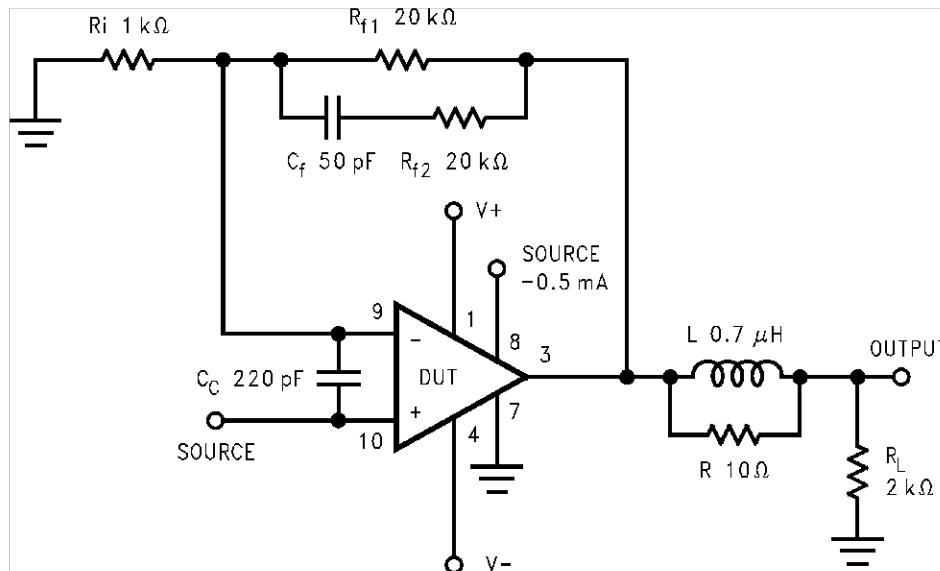 Ri 1 kΩ
Rf1 20 kΩ
Cf 50 pF
Rf2 20 kΩ
V+
SOURCE
−0.5 mA
9
1
8
3
L 0.7 μH
OUTPUT
−
DUT
CC 220 pF
+
10
4
7
SOURCE
R 10Ω
RL
2 kΩ
V−